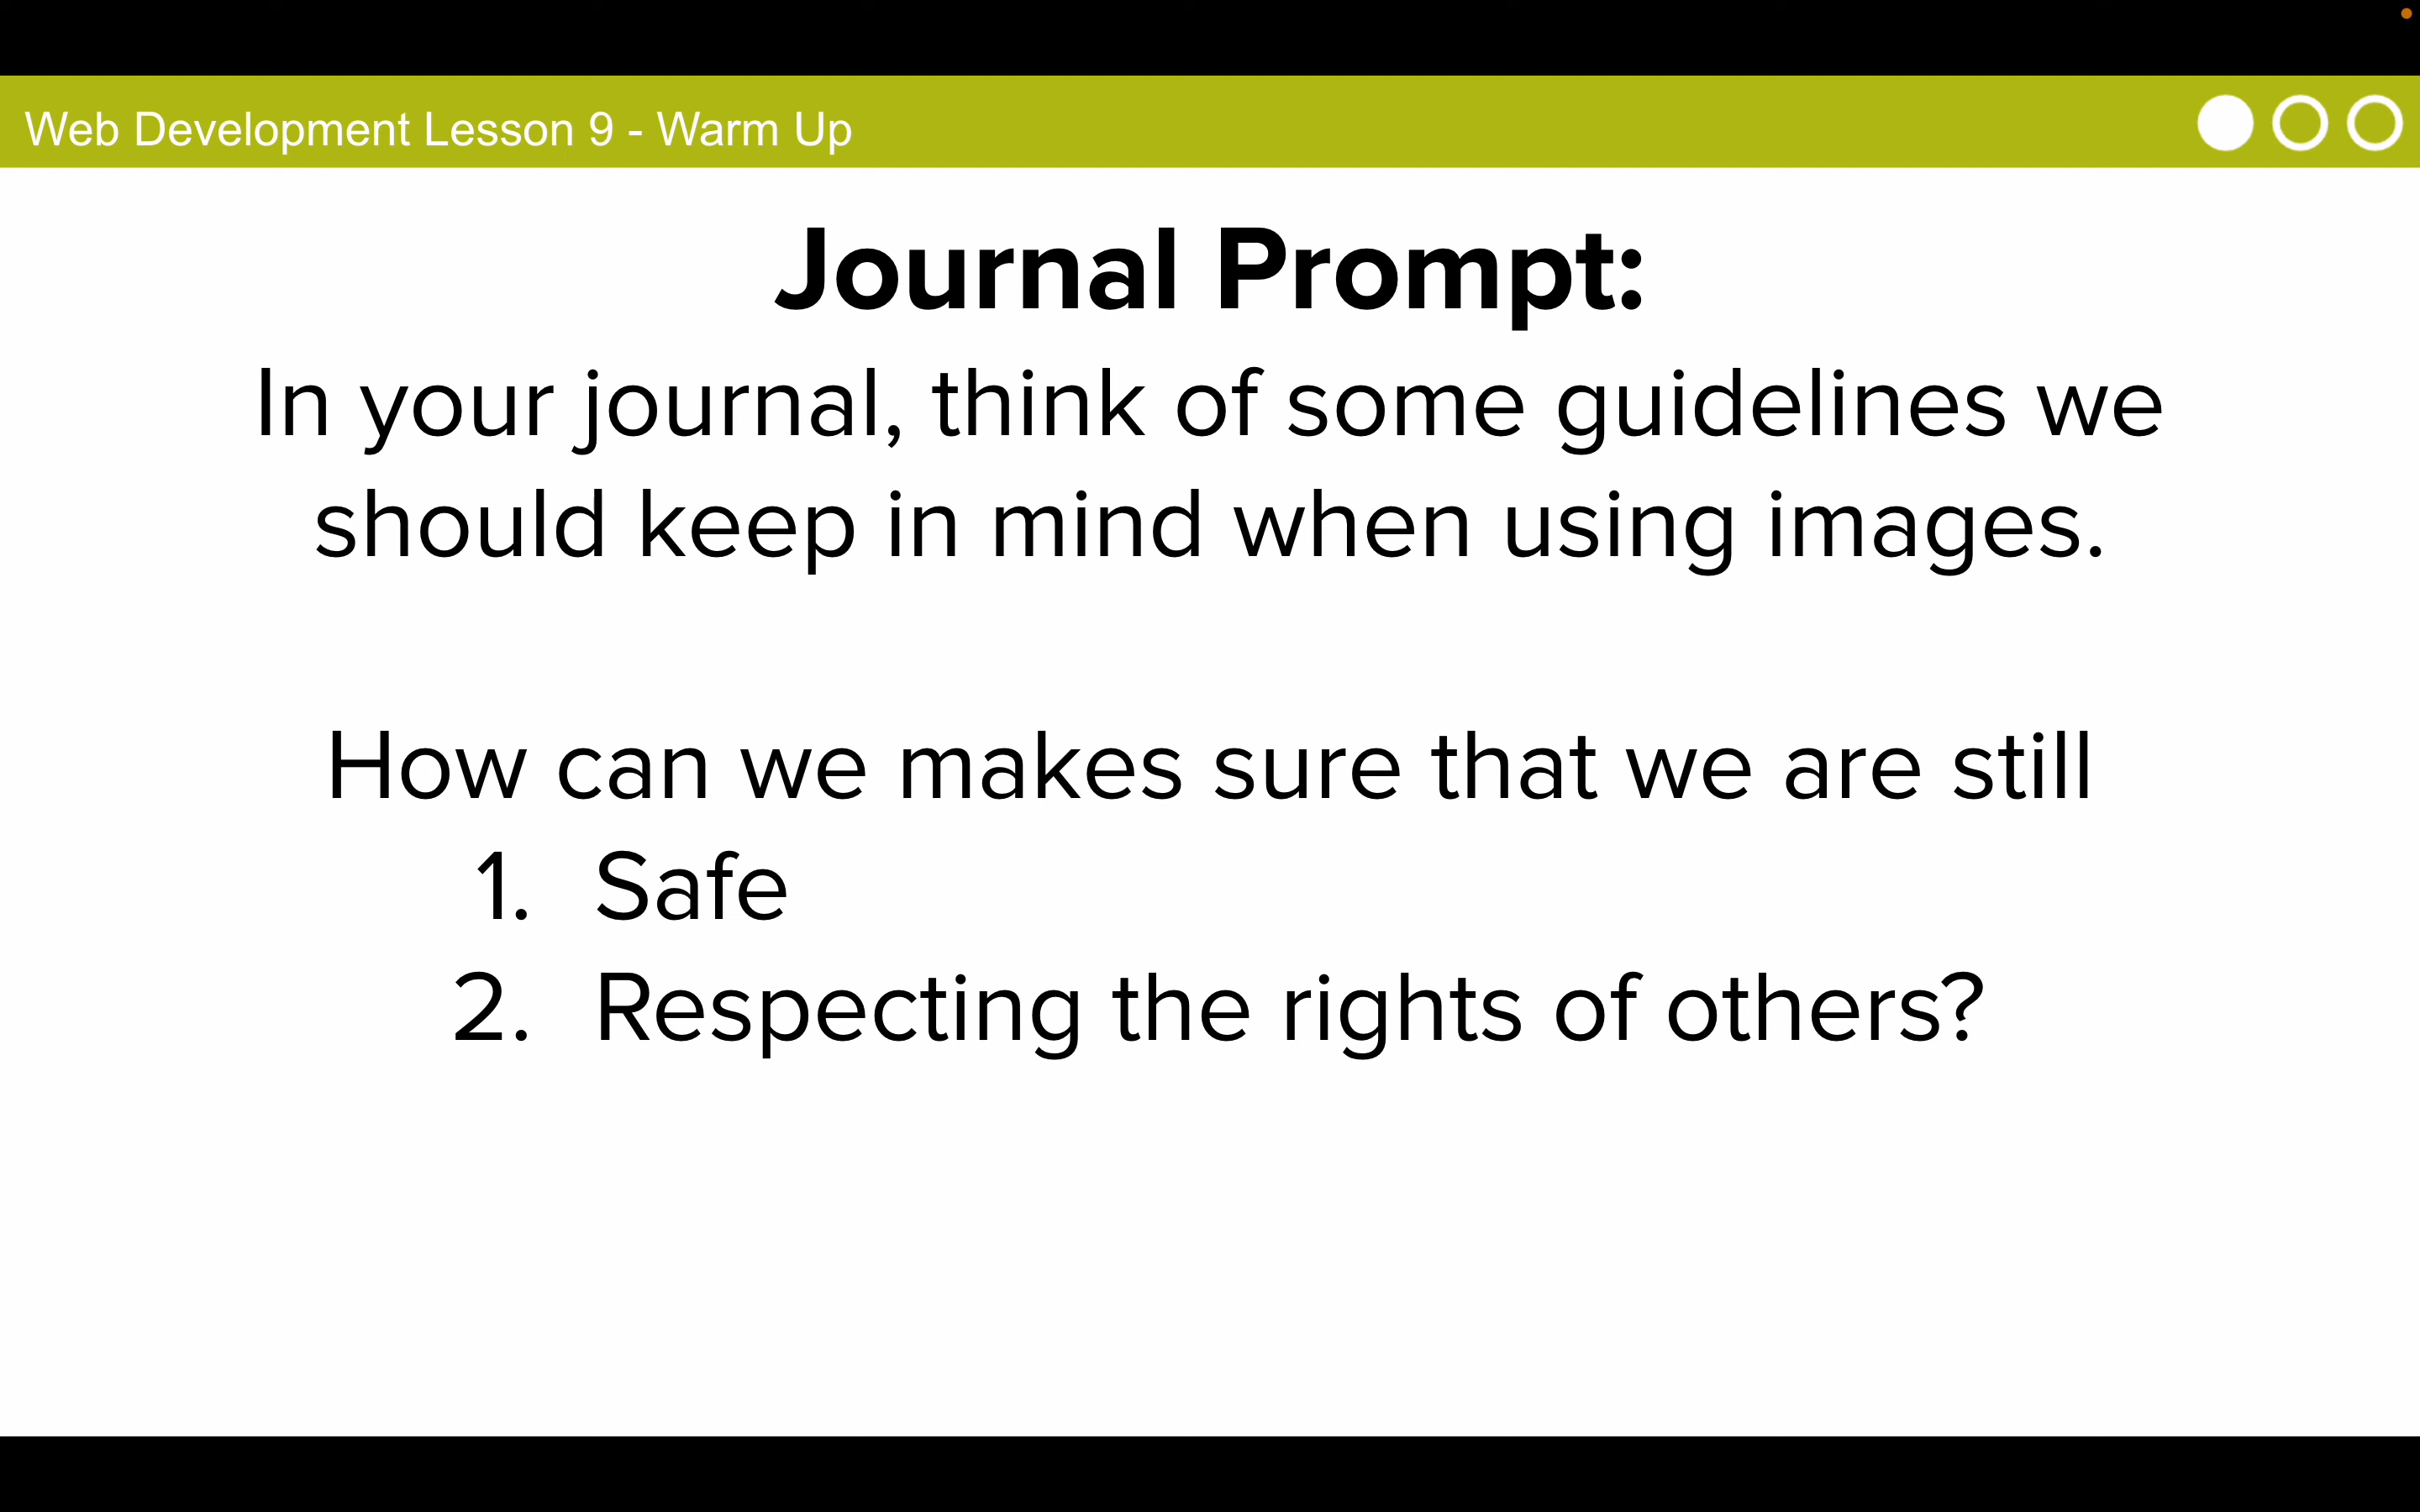 Web Development Lesson 9 - Warm Up
Journal Prompt:
In your journal, think of some guidelines we
should keep in mind when using images.
How can we makes sure that we are still
1. Safe
2. Respecting the rights of others?